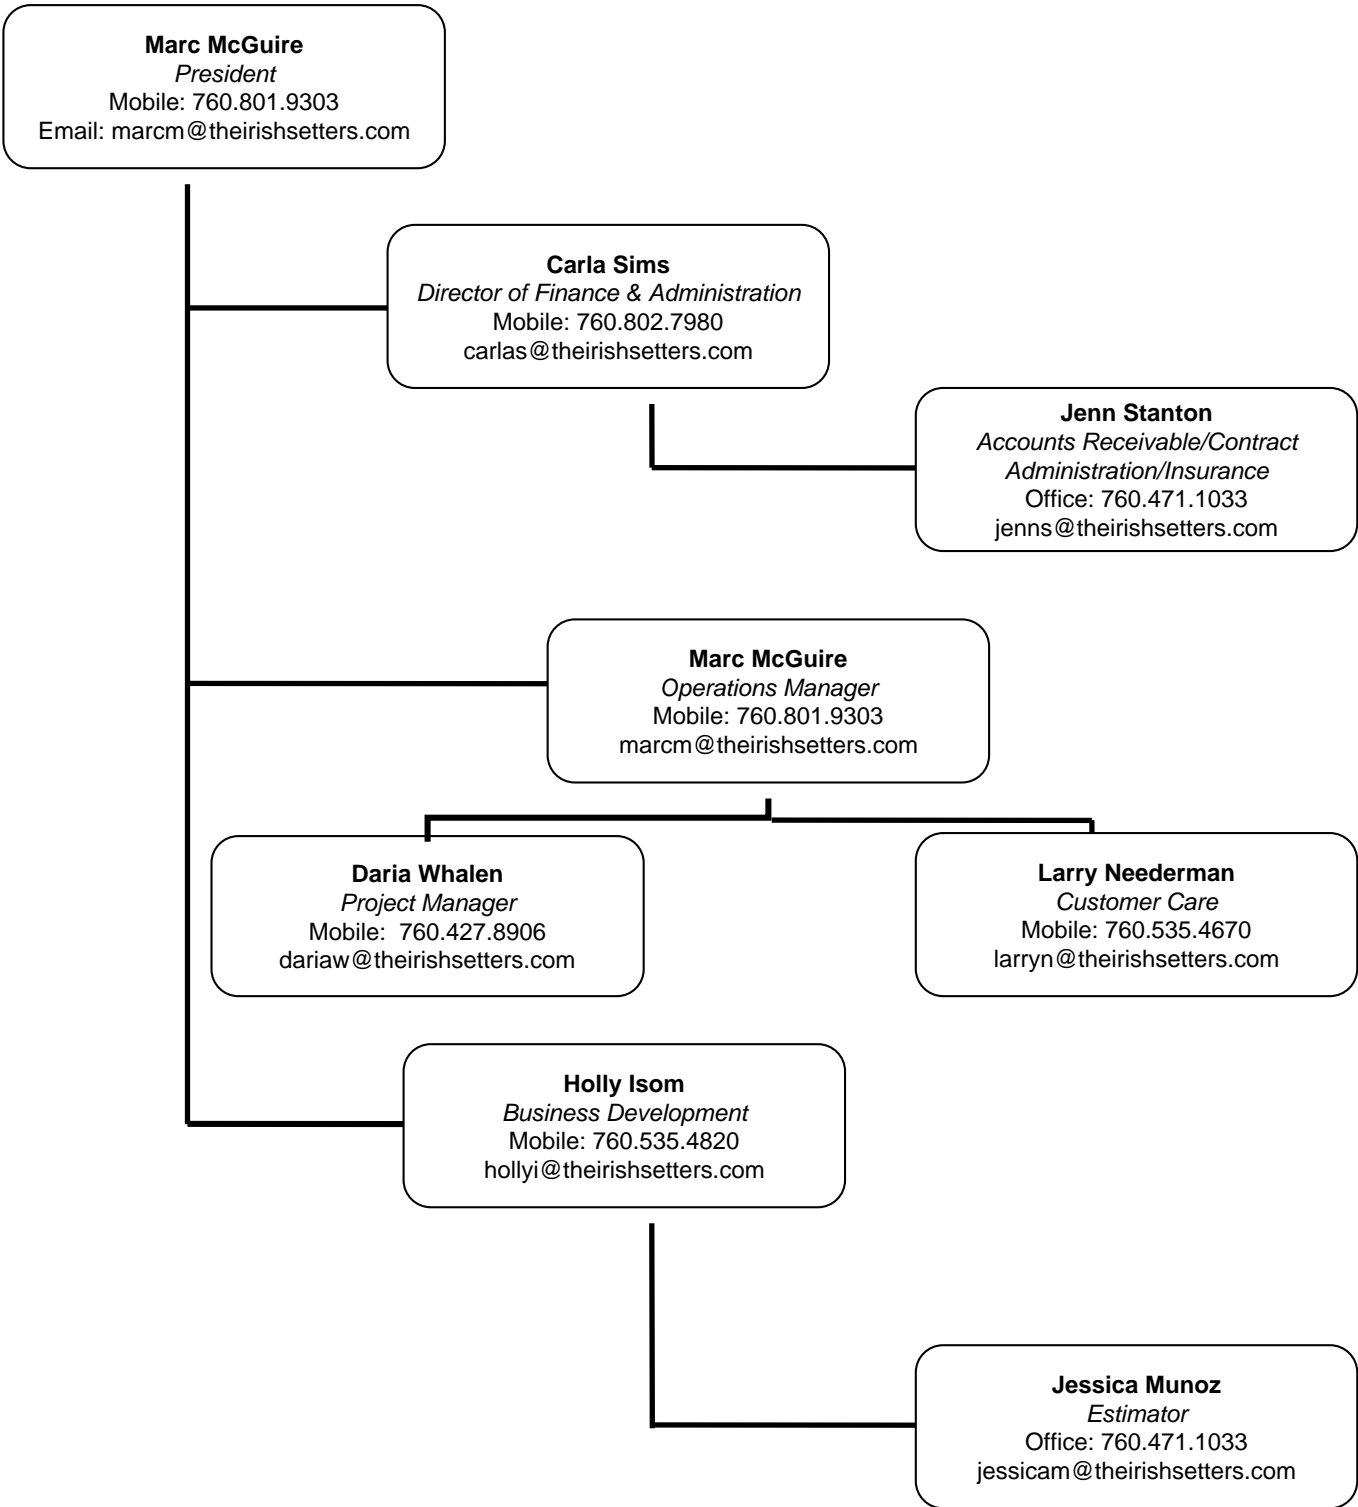 Marc McGuire
President
Mobile: 760.801.9303
Email: marcm@theirishsetters.com
Carla Sims
Director of Finance & Administration
Mobile: 760.802.7980
carlas@theirishsetters.com
Jenn Stanton
Accounts Receivable/Contract
Administration/Insurance
Office: 760.471.1033
jenns@theirishsetters.com
Marc McGuire
Operations Manager
Mobile: 760.801.9303
marcm@theirishsetters.com
Daria Whalen
Project Manager
Mobile:  760.427.8906
dariaw@theirishsetters.com
Larry Neederman
Customer Care
Mobile: 760.535.4670
larryn@theirishsetters.com
Holly Isom
Business Development
Mobile: 760.535.4820
hollyi@theirishsetters.com
Jessica Munoz
Estimator
Office: 760.471.1033
jessicam@theirishsetters.com